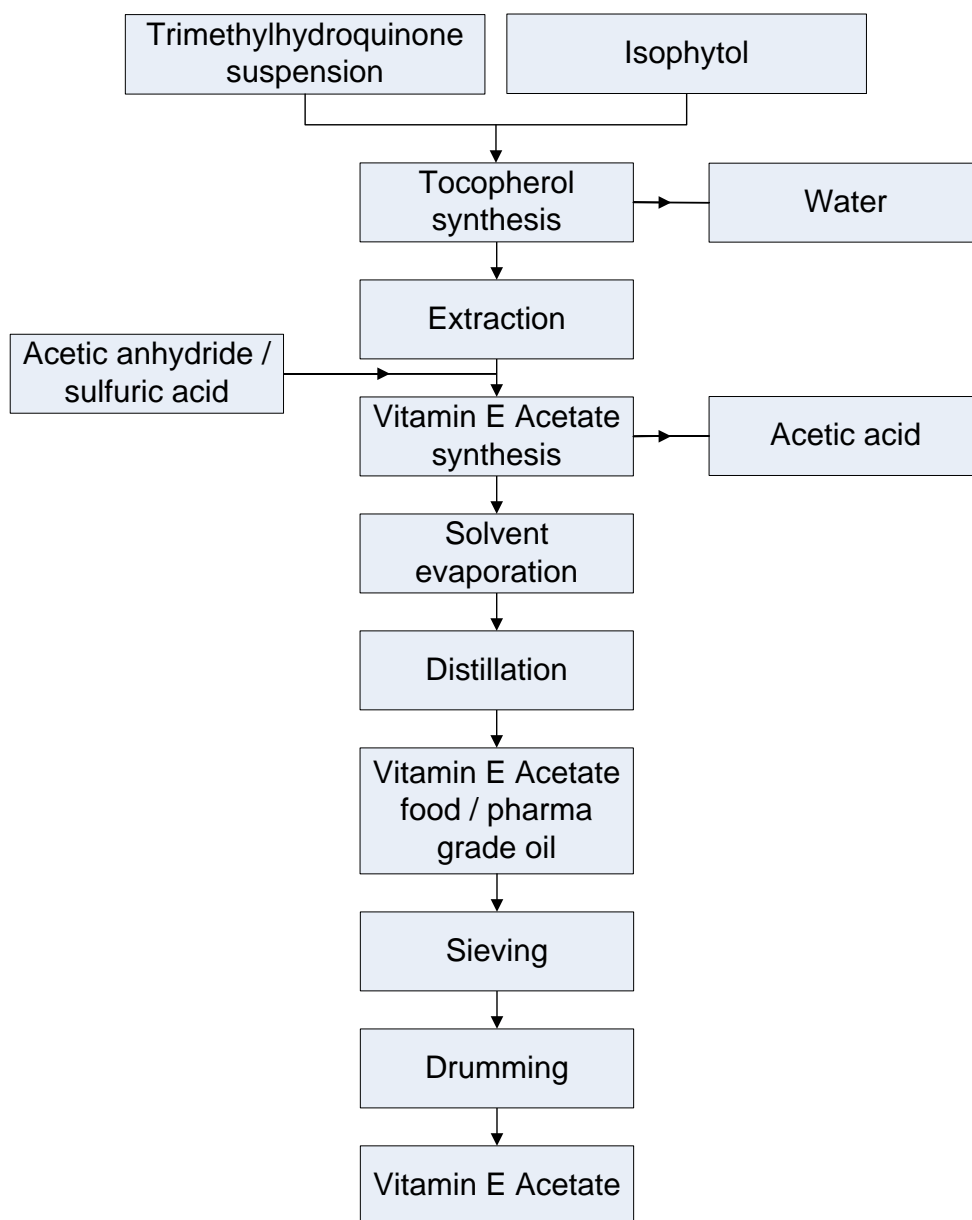 Trimethylhydroquinone
suspension
Isophytol
Tocopherol
synthesis
Water
Extraction
Acetic anhydride /
sulfuric acid
Vitamin E Acetate
synthesis
Acetic acid
Solvent
evaporation
Distillation
Vitamin E Acetate
food / pharma
grade oil
Sieving
Drumming
Vitamin E Acetate